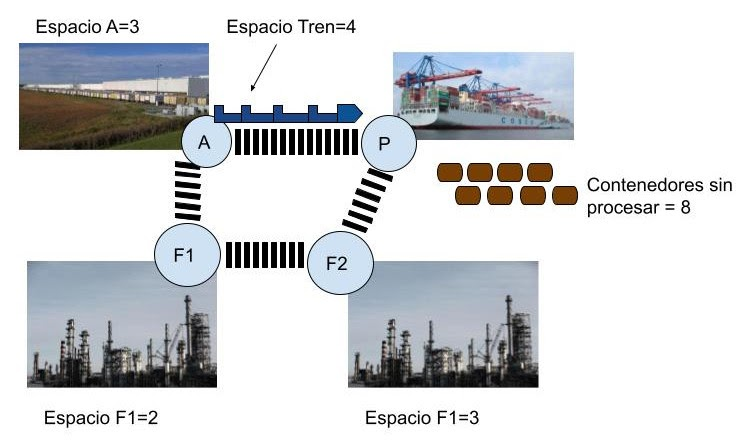 Espacio A=3
Espacio Tren=4
A
P
Contenedores sin
procesar = 8
F1
F2
Espacio F1=2
Espacio F1=3